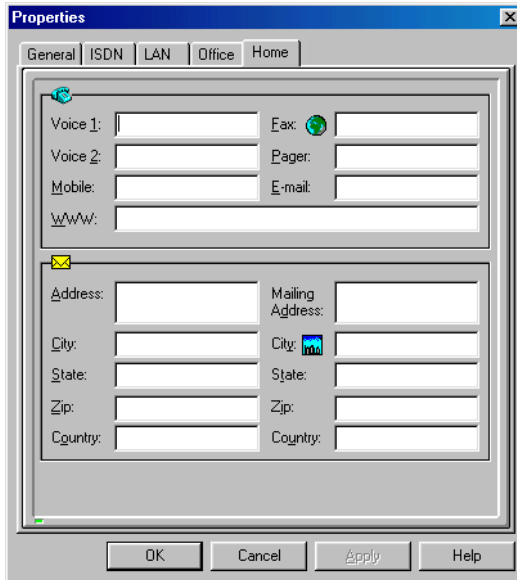 Properties
General ISDN LAN Office Home
Voice 1: Fax:
Voice 2: Pager:
Mobile: E-mail:
WWW:
Address: Mailing Address:
City: City:
State: State:
Zip: Zip:
Country: Country:
OK Cancel Apply Help